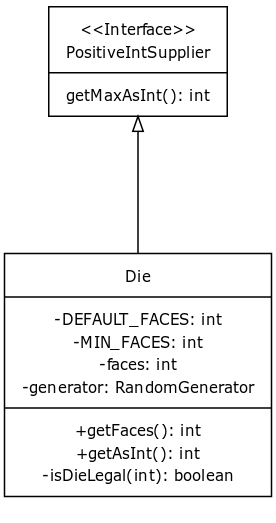 <<Interface>>
PositiveIntSupplier
getMaxAsInt(): int
Die
-DEFAULT_FACES: int
-MIN_FACES: int
-faces: int
-generator: RandomGenerator
+getFaces(): int
+getAsInt(): int
-isDieLegal(int): boolean